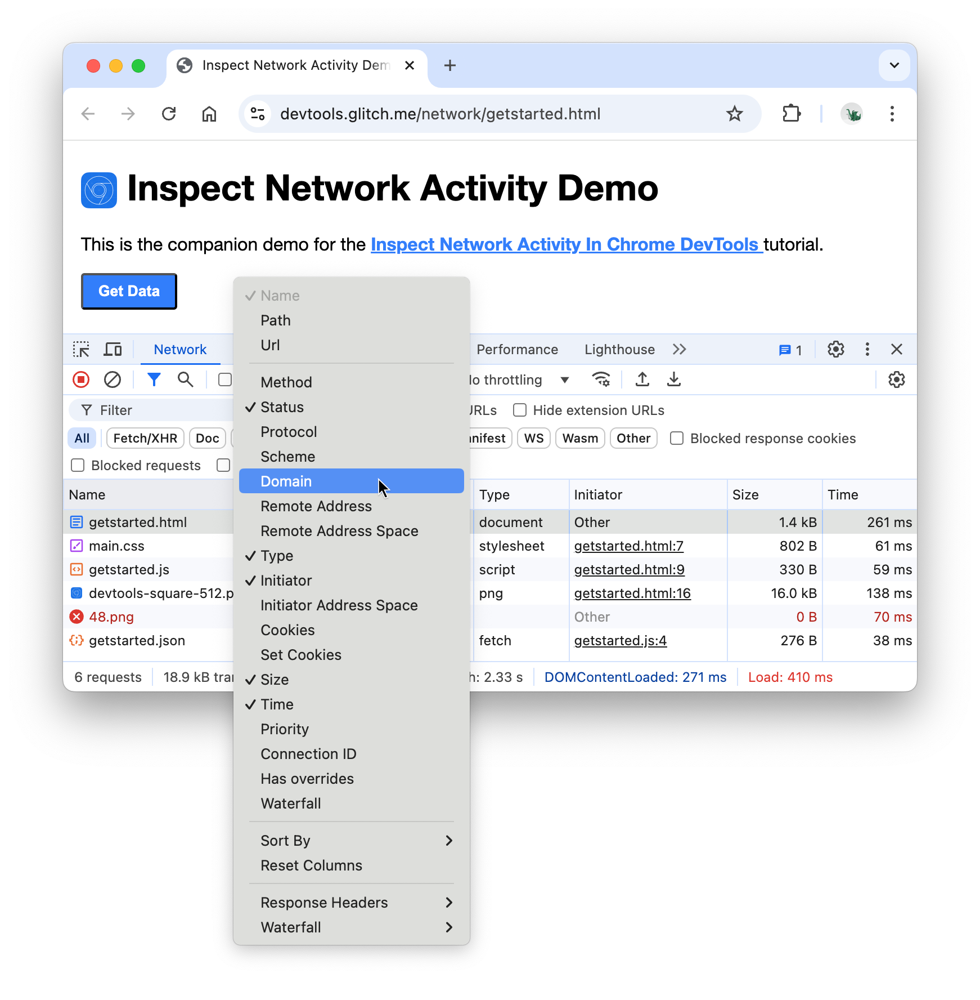 Inspect Network Activity Dem
devtools.glitch.me/network/getstarted.html
Inspect Network Activity Demo
This is the companion demo for the Inspect Network Activity In Chrome DevTools tutorial.
Get Data
Name
Path
Url
Method
Status
Protocol
Scheme
Domain
Remote Address
Remote Address Space
Type
Initiator
Initiator Address Space
Cookies
Set Cookies
Size
Time
Priority
Connection ID
Has overrides
Waterfall
Sort By
Reset Columns
Response Headers
Waterfall
Network Performance Lighthouse 1
throttling
Filter URLs Hide extension URLs
All Fetch/XHR Doc WS Wasm Other Blocked response cookies
Blocked requests
Name Type Initiator Size Time
getstarted.html document Other 1.4 kB 261 ms
main.css stylesheet getstarted.html:7 802 B 61 ms
getstarted.js script getstarted.html:9 330 B 59 ms
devtools-square-512.p png getstarted.html:16 16.0 kB 138 ms
48.png Other 0 B 70 ms
getstarted.json fetch getstarted.js:4 276 B 38 ms
6 requests 18.9 kB 2.33 s DOMContentLoaded: 271 ms Load: 410 ms